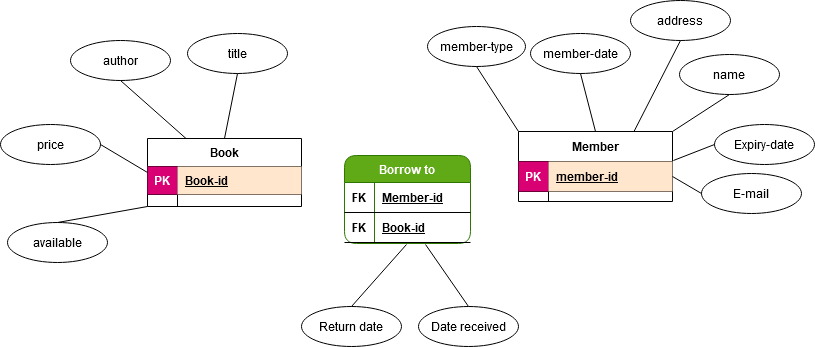 address
member-type
member-date
title
author
name
price
Book
Member
Expiry-date
Borrow to
PK Book-id
PK member-id
E-mail
FK Member-id
FK Book-id
available
Return date
Date received